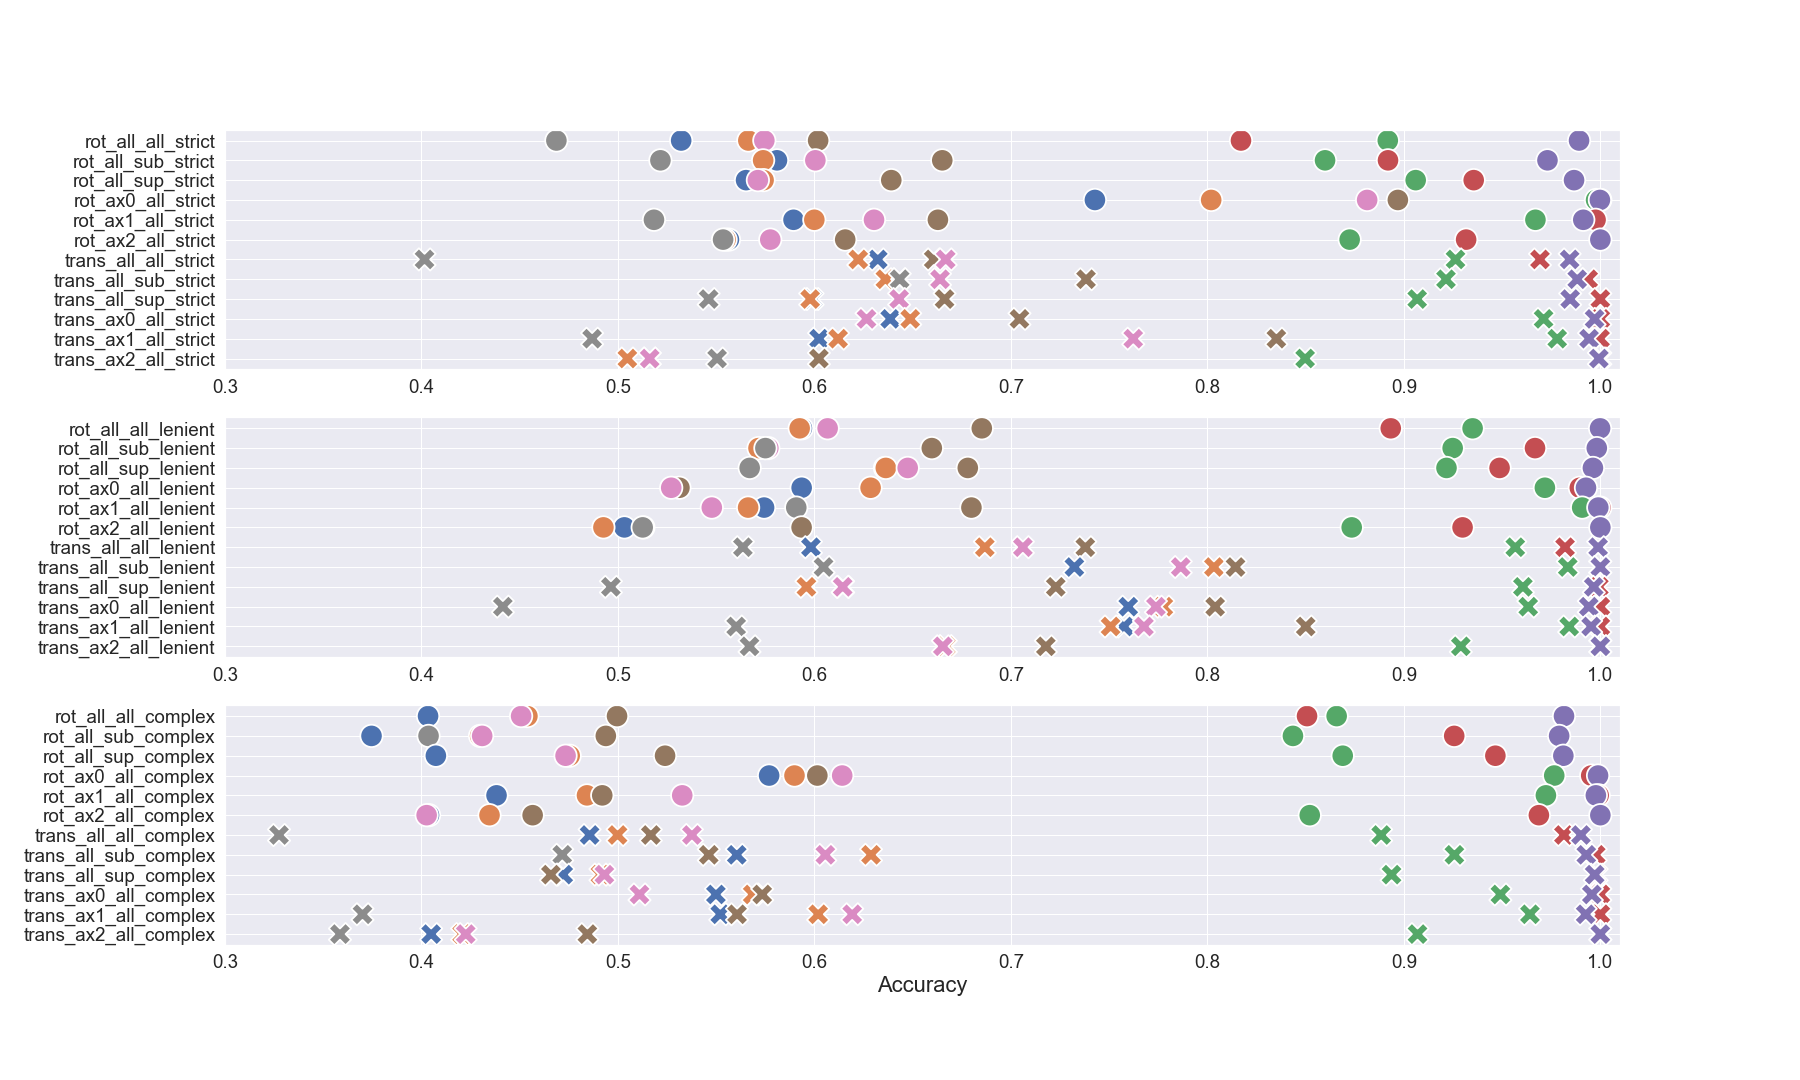 rot_all_all_strict
rot_all_sub_strict
rot_all_sup_strict
rot_ax0_all_strict
rot_ax1_all_strict
rot_ax2_all_strict
trans_all_all_strict
trans_all_sub_strict
trans_all_sup_strict
trans_ax0_all_strict
trans_ax1_all_strict
trans_ax2_all_strict
0.3 0.4 0.5 0.6 0.7 0.8 0.9 1.0
rot_all_all_lenient
rot_all_sub_lenient
rot_all_sup_lenient
rot_ax0_all_lenient
rot_ax1_all_lenient
rot_ax2_all_lenient
trans_all_all_lenient
trans_all_sub_lenient
trans_all_sup_lenient
trans_ax0_all_lenient
trans_ax1_all_lenient
trans_ax2_all_lenient
0.3 0.4 0.5 0.6 0.7 0.8 0.9 1.0
rot_all_all_complex
rot_all_sub_complex
rot_all_sup_complex
rot_ax0_all_complex
rot_ax1_all_complex
rot_ax2_all_complex
trans_all_all_complex
trans_all_sub_complex
trans_all_sup_complex
trans_ax0_all_complex
trans_ax1_all_complex
trans_ax2_all_complex
0.3 0.4 0.5 0.6 0.7 0.8 0.9 1.0
Accuracy